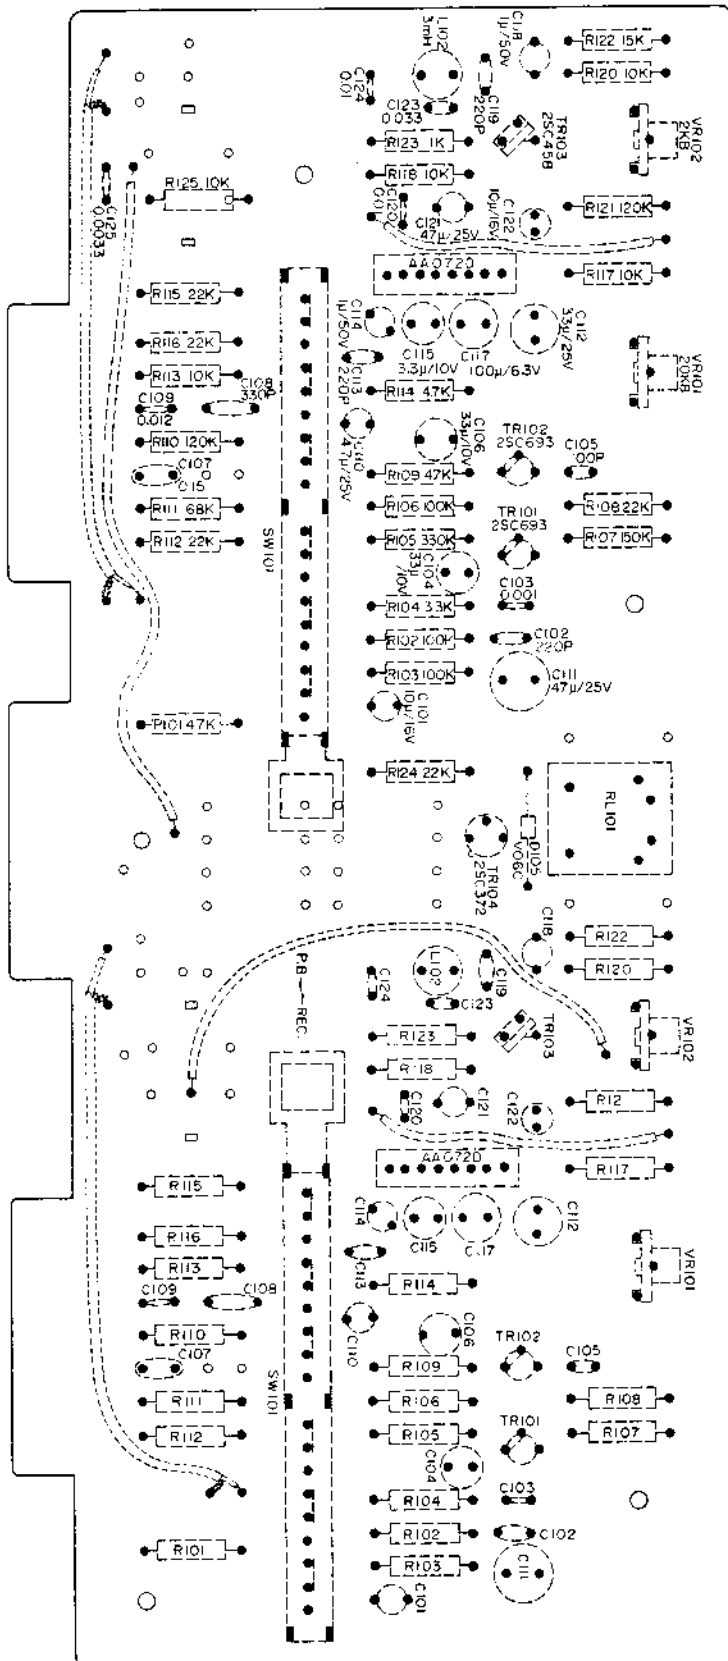 C118
1μ/50V
R122 15K
L102
3mH
R120 10K
C124
0.01
C123
0.033
C119
220P
TR103
2SC458
VR102
2KB
R123 1K
R118 10K
R125 10K
C125
0.0033
C120
0.01
C121
47μ/25V
C122
10μ/16V
R121 120K
AA0720
R117 10K
R115 22K
C114
1μ/50V
C115
3.3μ/10V
C117
100μ/6.3V
C112
33μ/25V
R116 22K
C113
220P
VR101
20KB
R113 10K
R114 4.7K
C108
330P
C109
0.012
C110
4.7μ/25V
C106
33μ/10V
TR102
2SC693
R110 120K
C105
100P
C107
C15
R109 47K
R111 68K
R106 100K
R108 22K
TR101
2SC693
R112 22K
SW101
R105 330K
R107 150K
C104
33μ
/10V
C103
0.001
R104 33K
R102 100K
C102
220P
R103 100K
C111
47μ/25V
C101
10μ/16V
R101 47K
R124 22K
RL101
D105
V06C
TR104
2SC372
C118
R122
L102
C119
R120
C124
C123
P.B
REC.
R123
TR103
VR102
R118
C120
C121
C122
R12
AA0720
R117
R115
C114
C115
C117
C112
R116
C113
VR101
R113
R114
C109
C108
C110
C106
TR102
R110
C105
C107
R109
R111
SW101
R106
R108
TR101
R112
R105
R107
C104
C103
R104
R102
C102
R101
R103
C111
C101